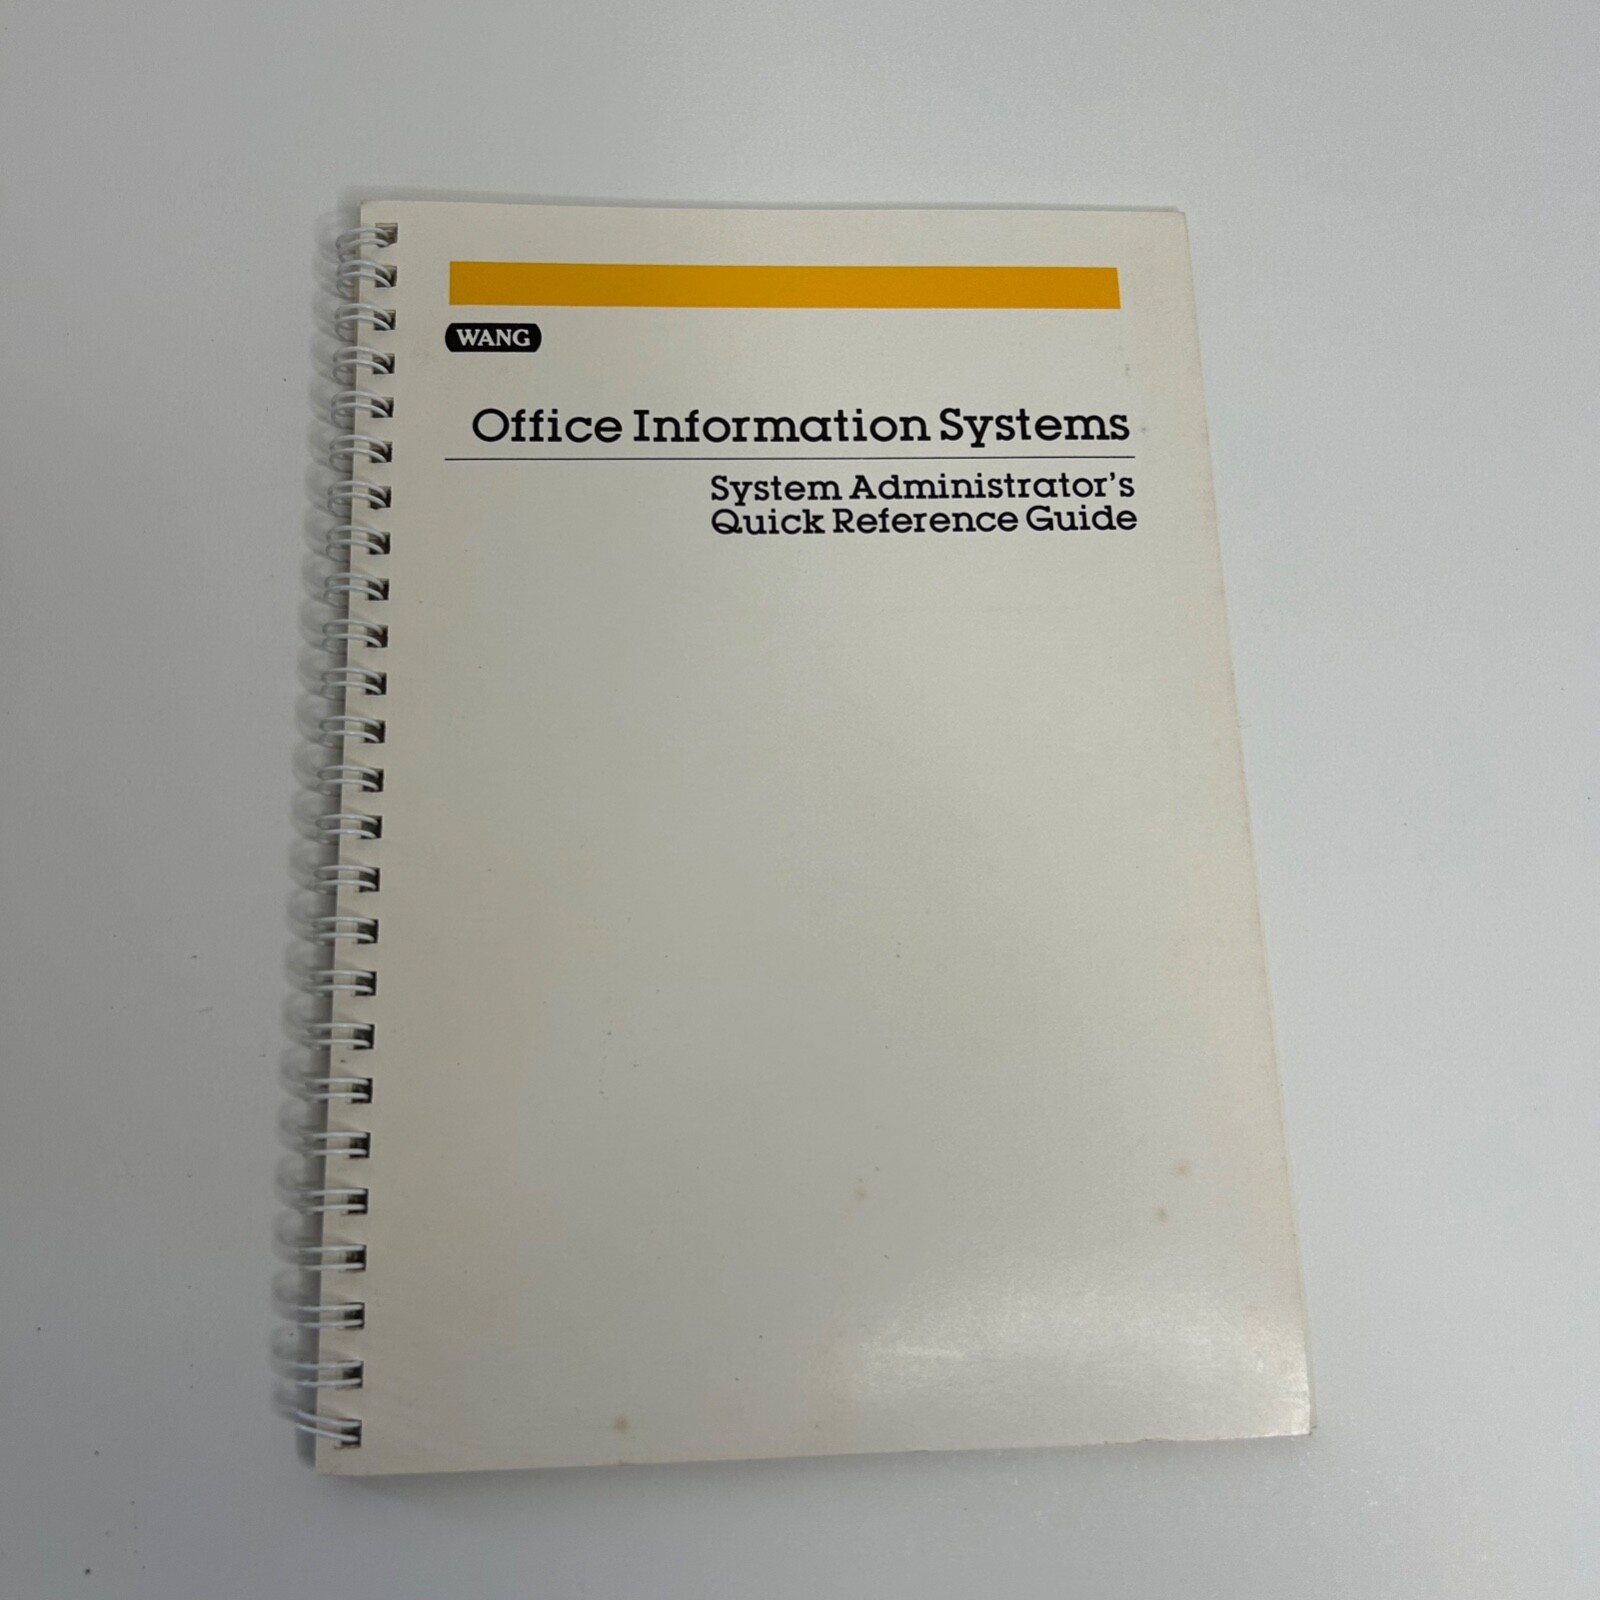 WANG
Office Information Systems
System Administrator's
Quick Reference Guide